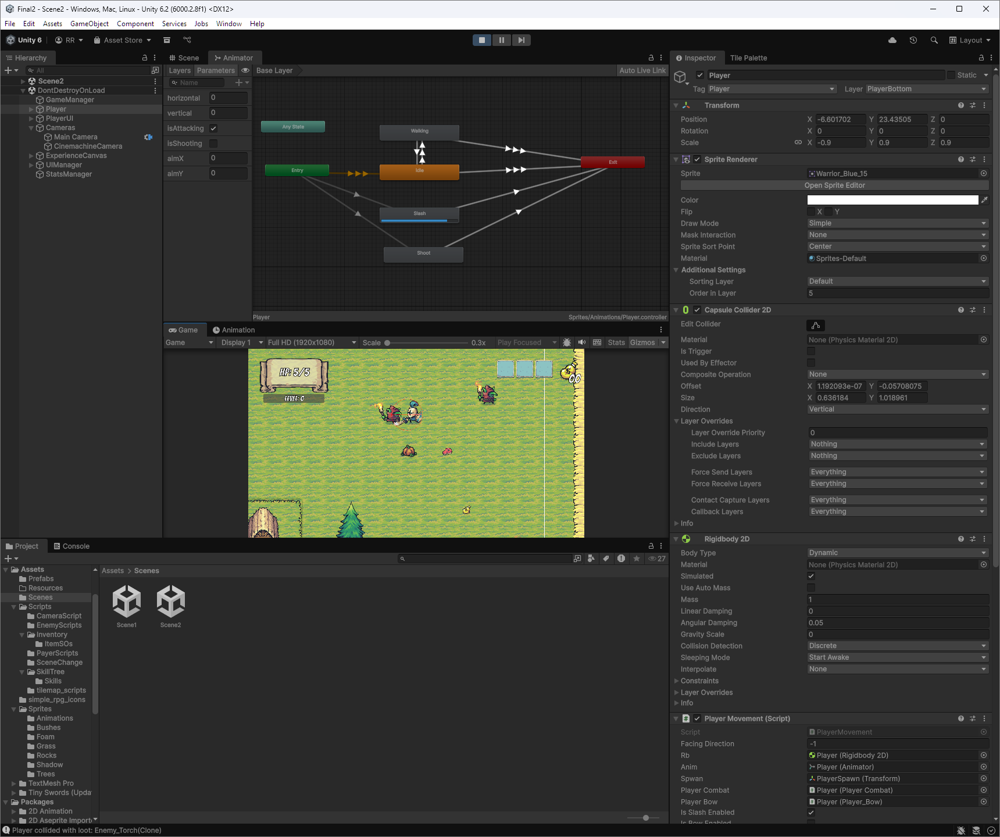 Final2 - Scene2 - Windows, Mac, Linux - Unity 6.2 (6000.2.8f1) <DX12>
File Edit Assets GameObject Component Services Jobs Window Help
Unity 6 RR Asset Store Layout
Hierarchy
All
Scene2
DontDestroyOnLoad
GameManager
Player
PlayerUI
Cameras
Main Camera
CinemachineCamera
ExperienceCanvas
UIManager
StatsManager
Scene Animator
Layers Parameters Base Layer Auto Live Link
Name
horizontal 0
vertical 0
isAttacking
isShooting
aimX 0
aimY 0
Any State
Walking
Entry
Idle
Exit
Slash
Shoot
Player Sprites/Animations/Player.controller
Game Animation
Game Display 1 Full HD (1920x1080) Scale 0.3x Play Focused Stats Gizmos
HP: 5/5
LEVEL: 0
00
Project Console
27
Assets
Prefabs
Resources
Scenes
Scripts
CameraScript
EnemyScripts
Inventory
ItemSOs
PayerScripts
SceneChange
SkillTree
Skills
tilemap_scripts
simple_rpg_icons
Sprites
Animations
Bushes
Foam
Grass
Rocks
Shadow
Trees
TextMesh Pro
Tiny Swords (Upda
Packages
2D Animation
2D Aseprite Import
Assets > Scenes
Scene1 Scene2
Player collided with loot: Enemy_Torch(Clone)
Inspector Tile Palette
Player Static
Tag Player Layer PlayerBottom
Transform
Position X -6.601702 Y 23.43505 Z 0
Rotation X 0 Y 0 Z 0
Scale X -0.9 Y 0.9 Z 0.9
Sprite Renderer
Sprite Warrior_Blue_15
Open Sprite Editor
Color
Flip X Y
Draw Mode Simple
Mask Interaction None
Sprite Sort Point Center
Material Sprites-Default
Additional Settings
Sorting Layer Default
Order in Layer 5
Capsule Collider 2D
Edit Collider
Material None (Physics Material 2D)
Is Trigger
Used By Effector
Composite Operation None
Offset X 1.192093e-07 Y -0.05708075
Size X 0.636184 Y 1.018961
Direction Vertical
Layer Overrides
Layer Override Priority 0
Include Layers Nothing
Exclude Layers Nothing
Force Send Layers Everything
Force Receive Layers Everything
Contact Capture Layers Everything
Callback Layers Everything
Info
Rigidbody 2D
Body Type Dynamic
Material None (Physics Material 2D)
Simulated
Use Auto Mass
Mass 1
Linear Damping 0
Angular Damping 0.05
Gravity Scale 0
Collision Detection Discrete
Sleeping Mode Start Awake
Interpolate None
Constraints
Layer Overrides
Info
Player Movement (Script)
Script PlayerMovement
Facing Direction -1
Rb Player (Rigidbody 2D)
Anim Player (Animator)
Spwan PlayerSpawn (Transform)
Player Combat Player (Player Combat)
Player Bow Player (Player_Bow)
Is Slash Enabled
Is Bow Enabled